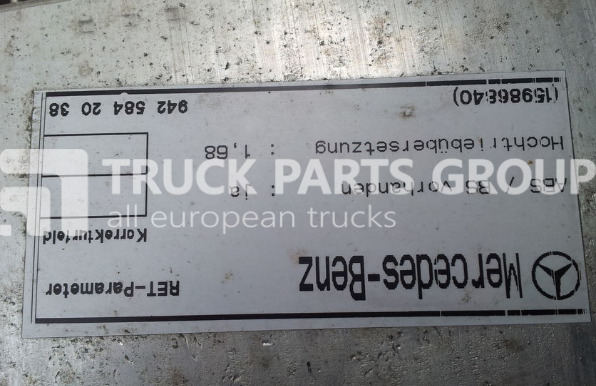 Mercedes-Benz
RET-Parameter
Korrekturfeld
ABS / BS vorhanden : ja
Hochtriebübersetzung : 1,68
942 584 20 38
TRUCK PARTS GROUP
all european trucks